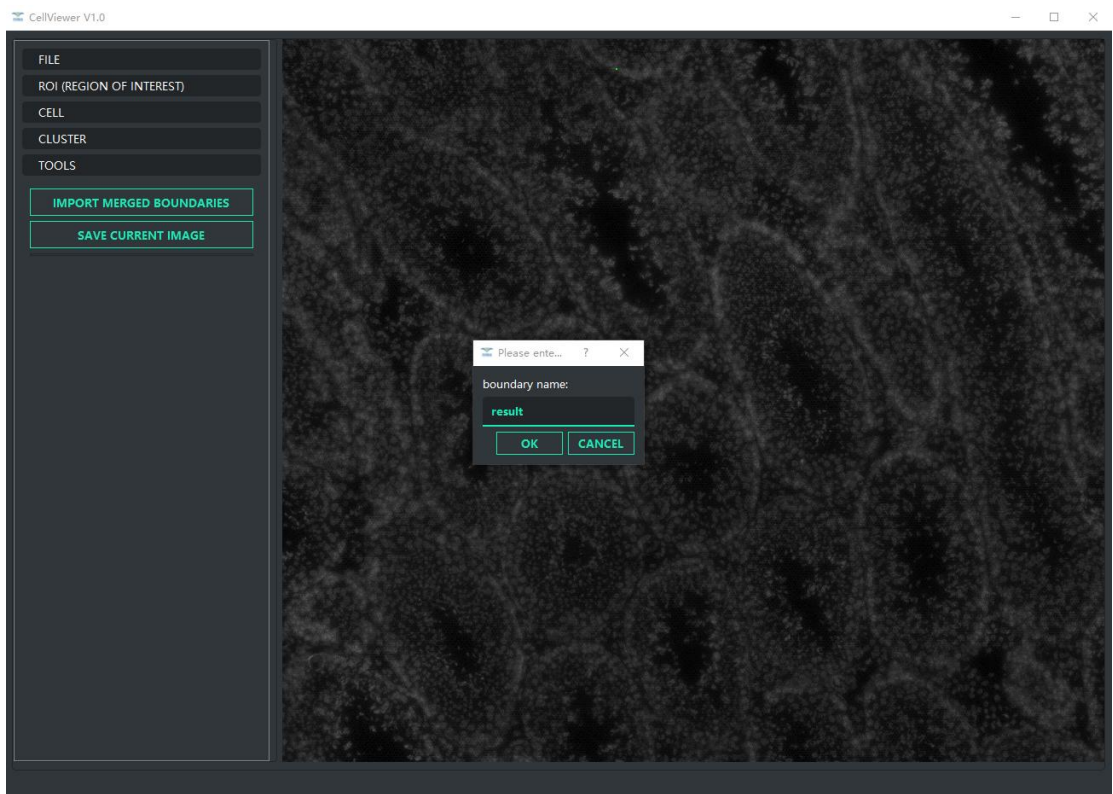 CellViewer V1.0
FILE
ROI (REGION OF INTEREST)
CELL
CLUSTER
TOOLS
IMPORT MERGED BOUNDARIES
SAVE CURRENT IMAGE
Please ente... ?
boundary name:
result
OK CANCEL